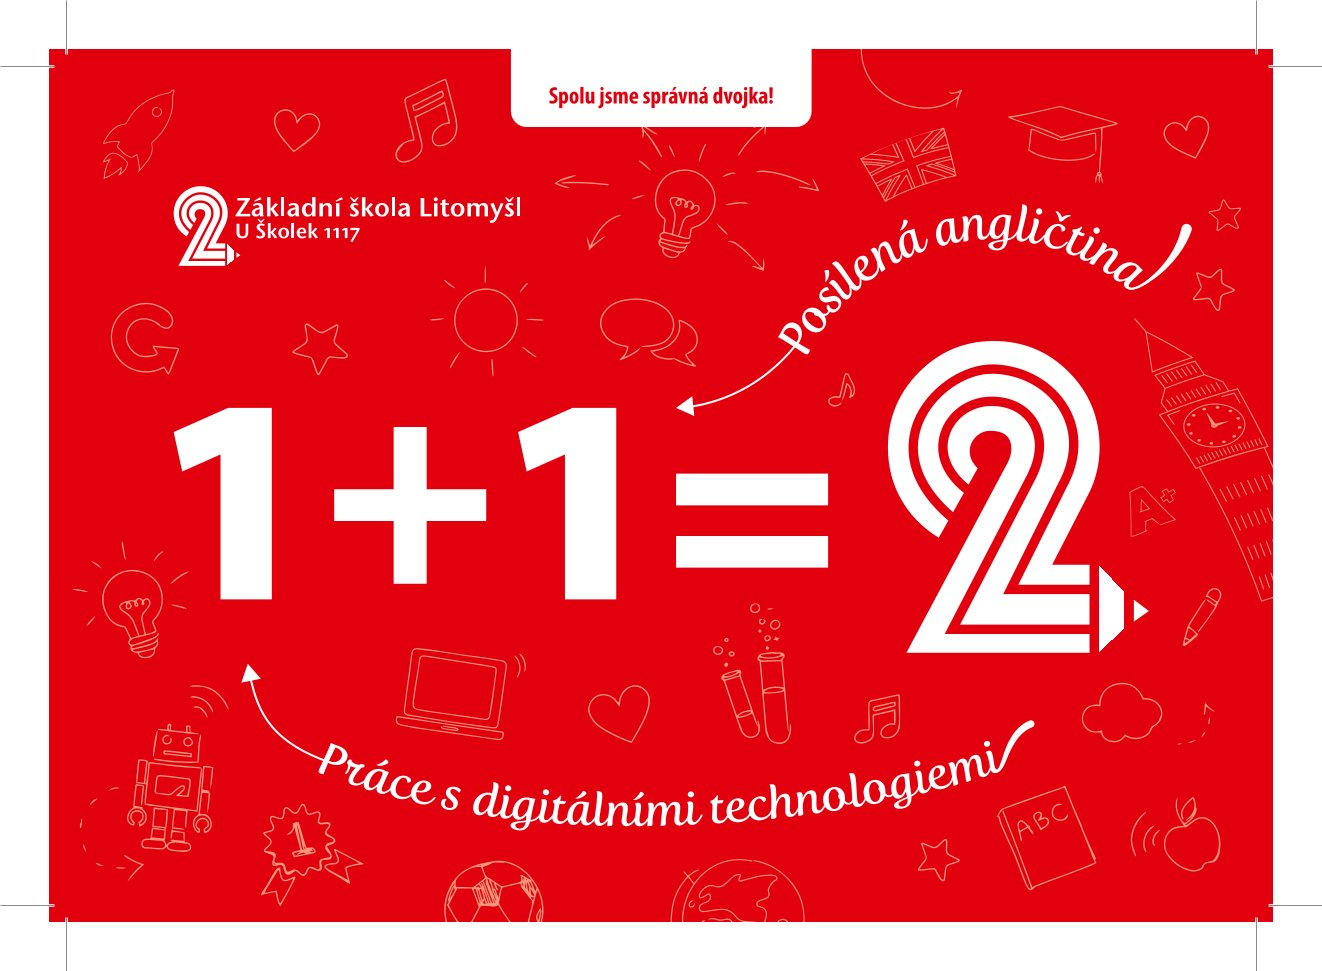 Spolu jsme správná dvojka!
2 Základní škola Litomyšl
U Školek 1117
Posílená angličtina
1+1=2
A+
Práce s digitálními technologiemi
1
ABC